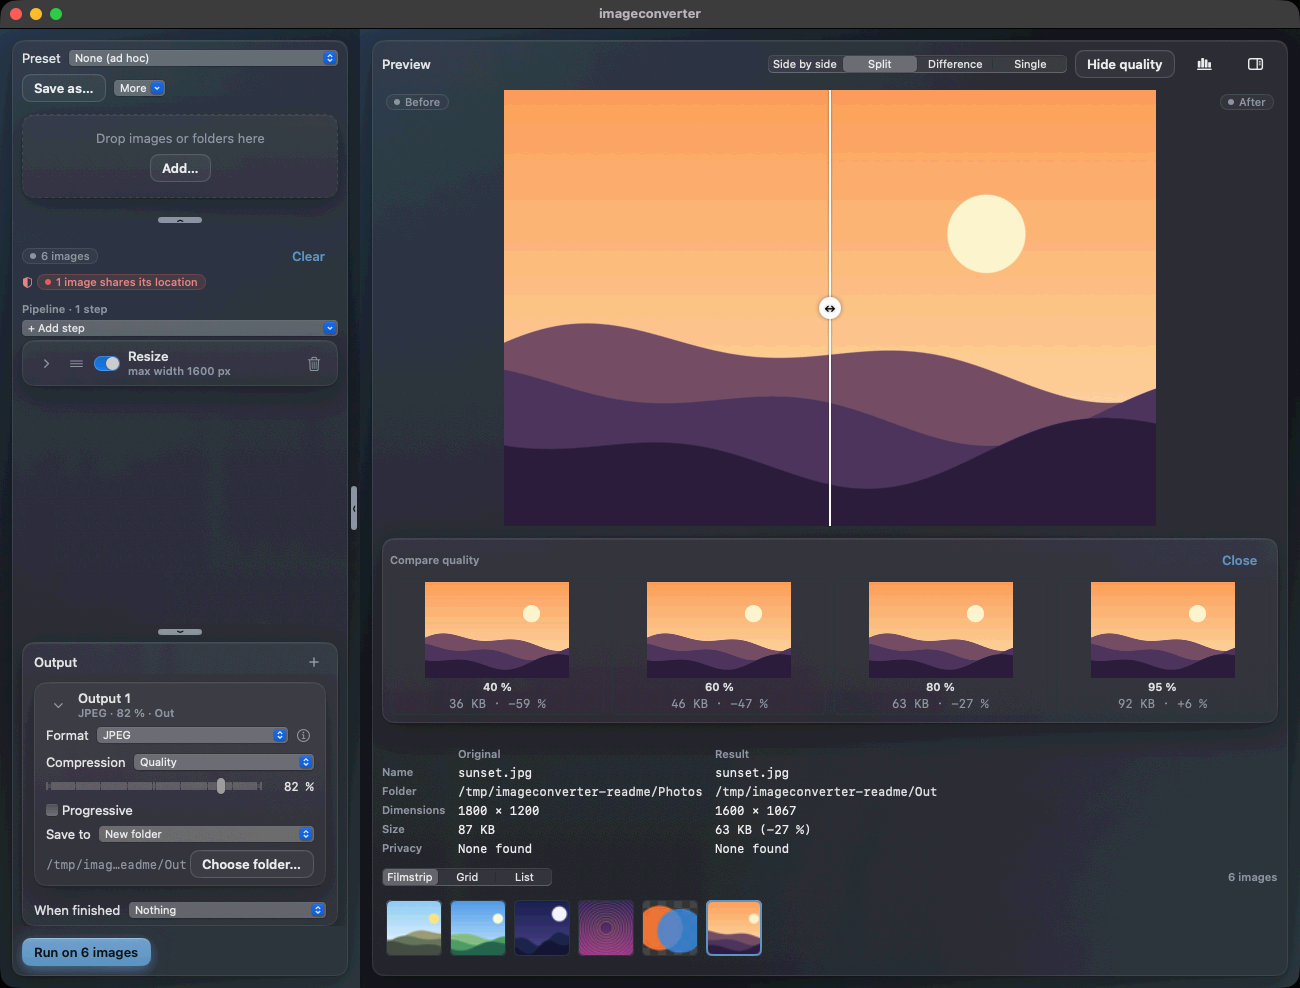 imageconverter
Preset
None (ad hoc)
Save as...
More
Drop images or folders here
Add...
6 images
Clear
1 image shares its location
Pipeline · 1 step
+ Add step
Resize
max width 1600 px
Output
+
Output 1
JPEG · 82 % · Out
Format
JPEG
Compression
Quality
82 %
Progressive
Save to
New folder
/tmp/imag…eadme/Out
Choose folder...
When finished
Nothing
Run on 6 images
Preview
Side by side
Split
Difference
Single
Hide quality
Before
After
Compare quality
Close
40 %
36 KB · −59 %
60 %
46 KB · −47 %
80 %
63 KB · −27 %
95 %
92 KB · +6 %
Original
Result
Name sunset.jpg sunset.jpg
Folder /tmp/imageconverter-readme/Photos /tmp/imageconverter-readme/Out
Dimensions 1800 × 1200 1600 × 1067
Size 87 KB 63 KB (−27 %)
Privacy None found None found
Filmstrip
Grid
List
6 images